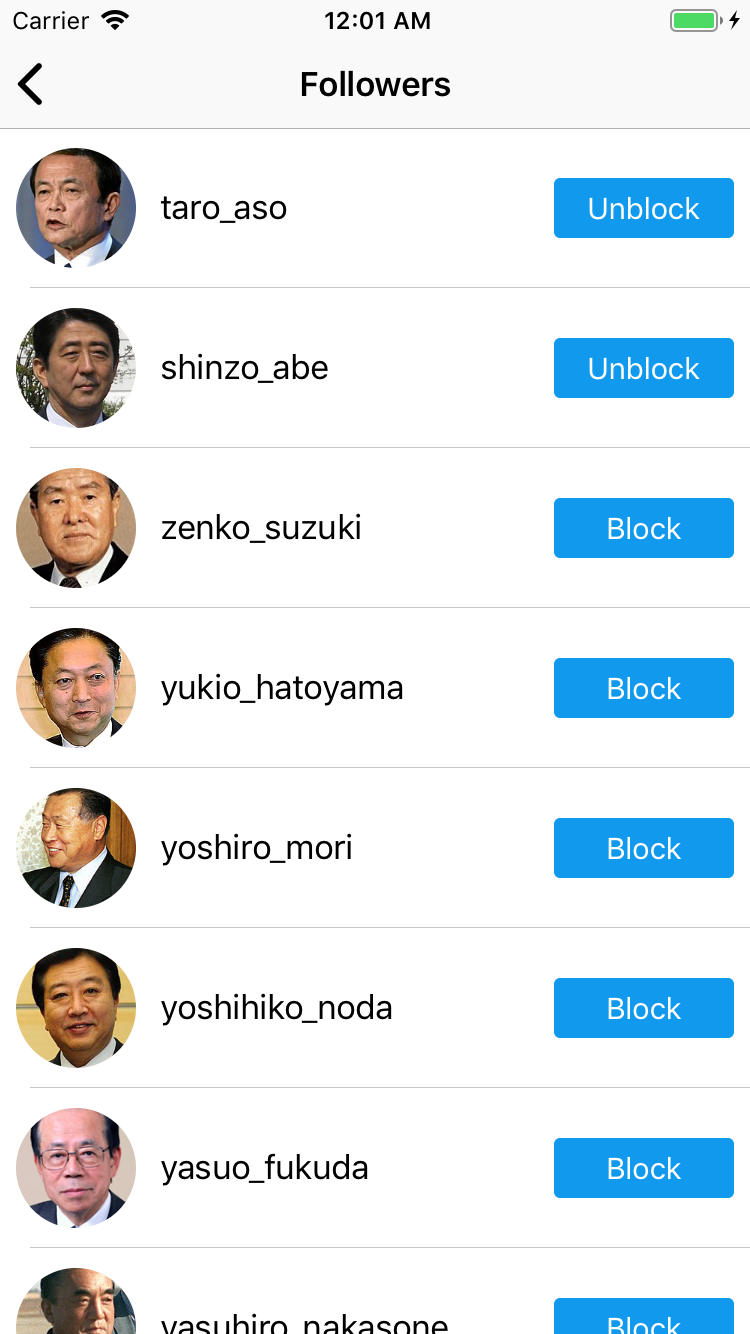 Carrier 12:01 AM
Followers
taro_aso Unblock
shinzo_abe Unblock
zenko_suzuki Block
yukio_hatoyama Block
yoshiro_mori Block
yoshihiko_noda Block
yasuo_fukuda Block
yasuhiro_nakasone Block